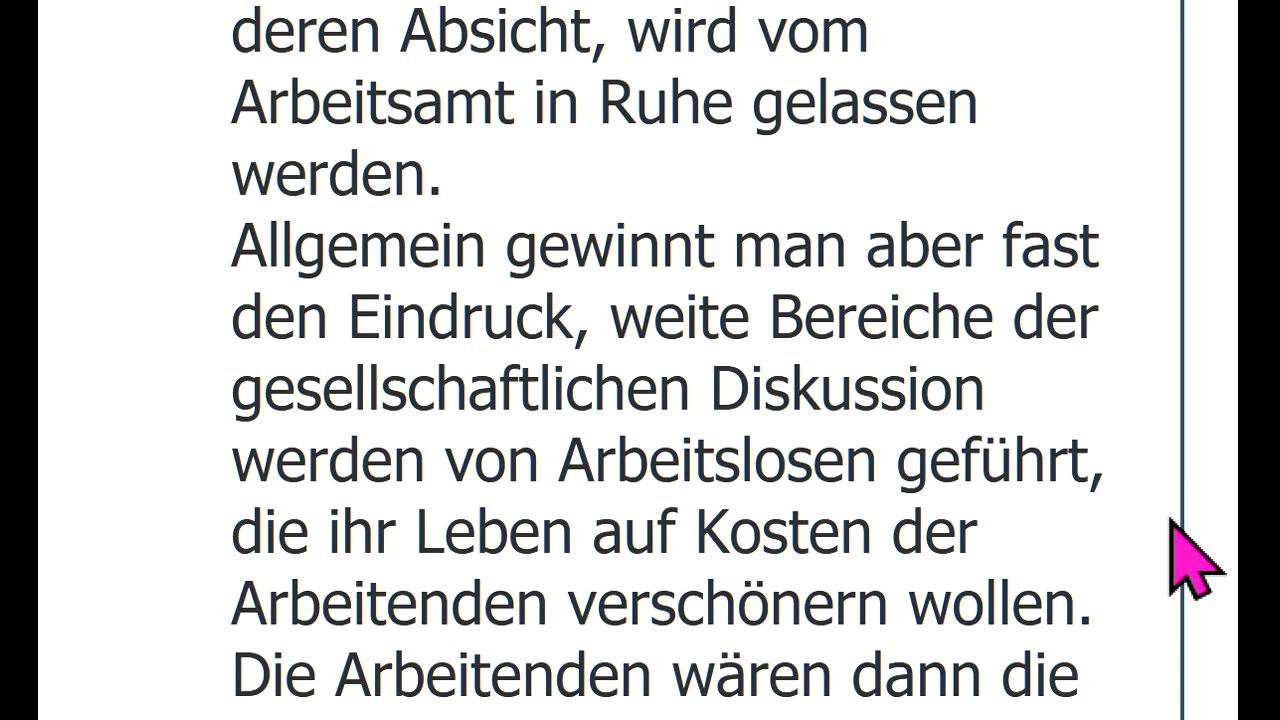 deren Absicht, wird vom
Arbeitsamt in Ruhe gelassen
werden.
Allgemein gewinnt man aber fast
den Eindruck, weite Bereiche der
gesellschaftlichen Diskussion
werden von Arbeitslosen geführt,
die ihr Leben auf Kosten der
Arbeitenden verschönern wollen.
Die Arbeitenden wären dann die